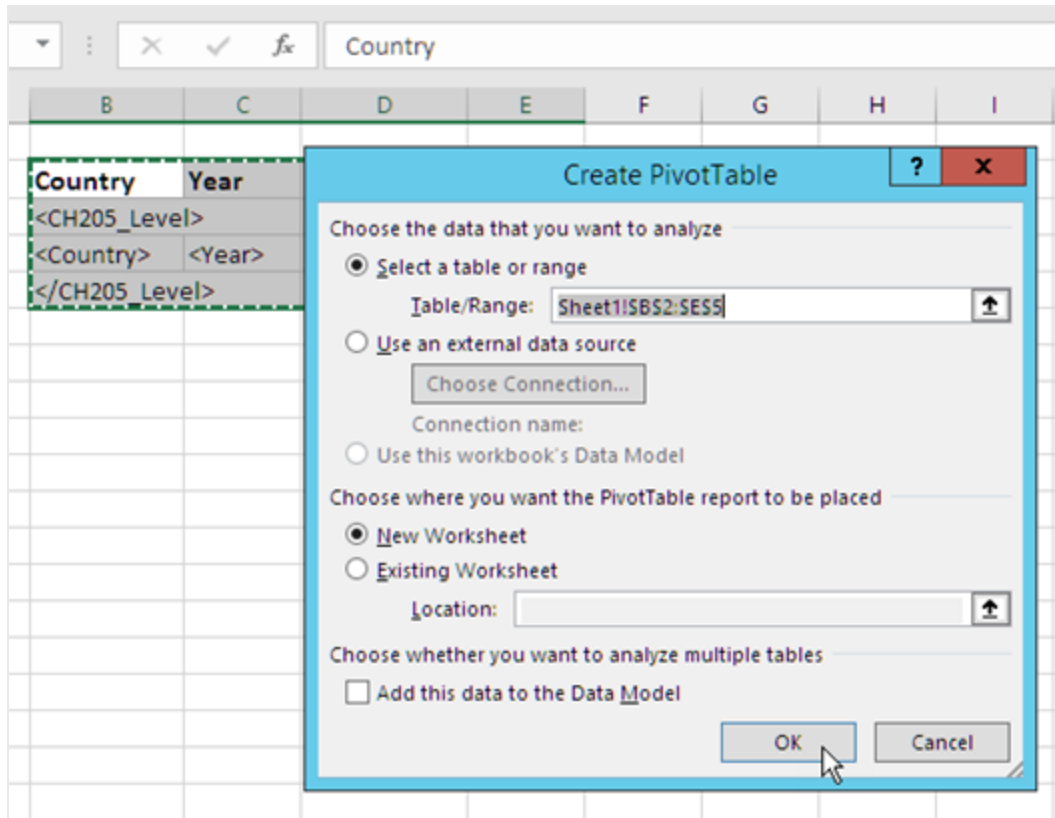 fx Country
B C D E F G H I
Country Year
<CH205_Level>
<Country> <Year>
</CH205_Level>
Create PivotTable ? X
Choose the data that you want to analyze
Select a table or range
Table/Range: Sheet1!$B$2:$E$5
Use an external data source
Choose Connection...
Connection name:
Use this workbook's Data Model
Choose where you want the PivotTable report to be placed
New Worksheet
Existing Worksheet
Location:
Choose whether you want to analyze multiple tables
Add this data to the Data Model
OK Cancel